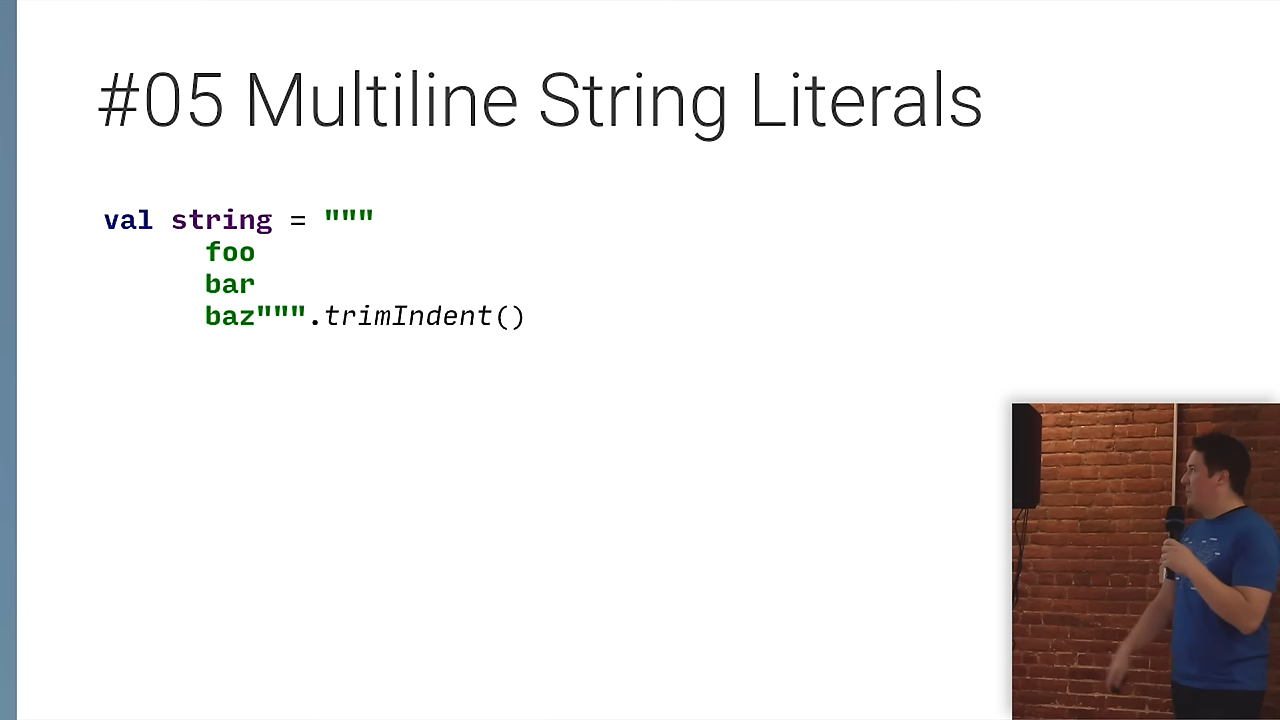 #05 Multiline String Literals
val string = """
foo
bar
baz""".trimIndent()